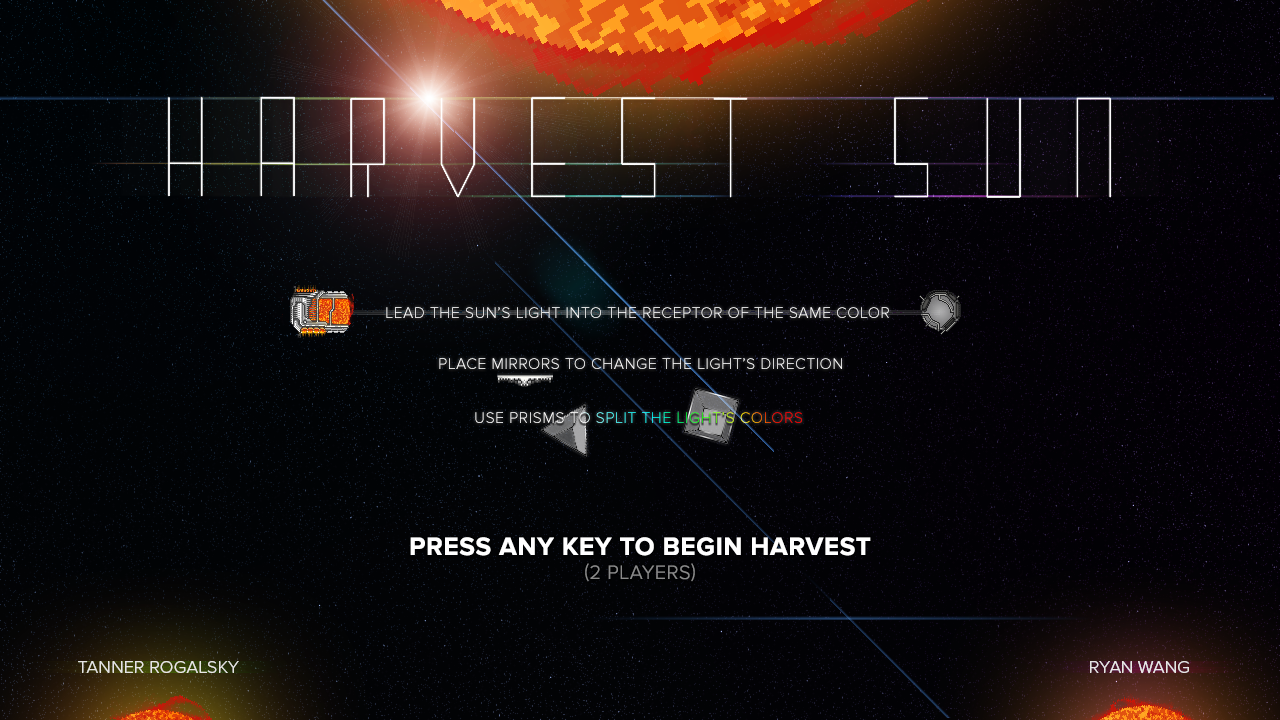 HARVEST SUN
LEAD THE SUN'S LIGHT INTO THE RECEPTOR OF THE SAME COLOR
PLACE MIRRORS TO CHANGE THE LIGHT'S DIRECTION
USE PRISMS TO SPLIT THE LIGHT'S COLORS
PRESS ANY KEY TO BEGIN HARVEST
(2 PLAYERS)
TANNER ROGALSKY
RYAN WANG